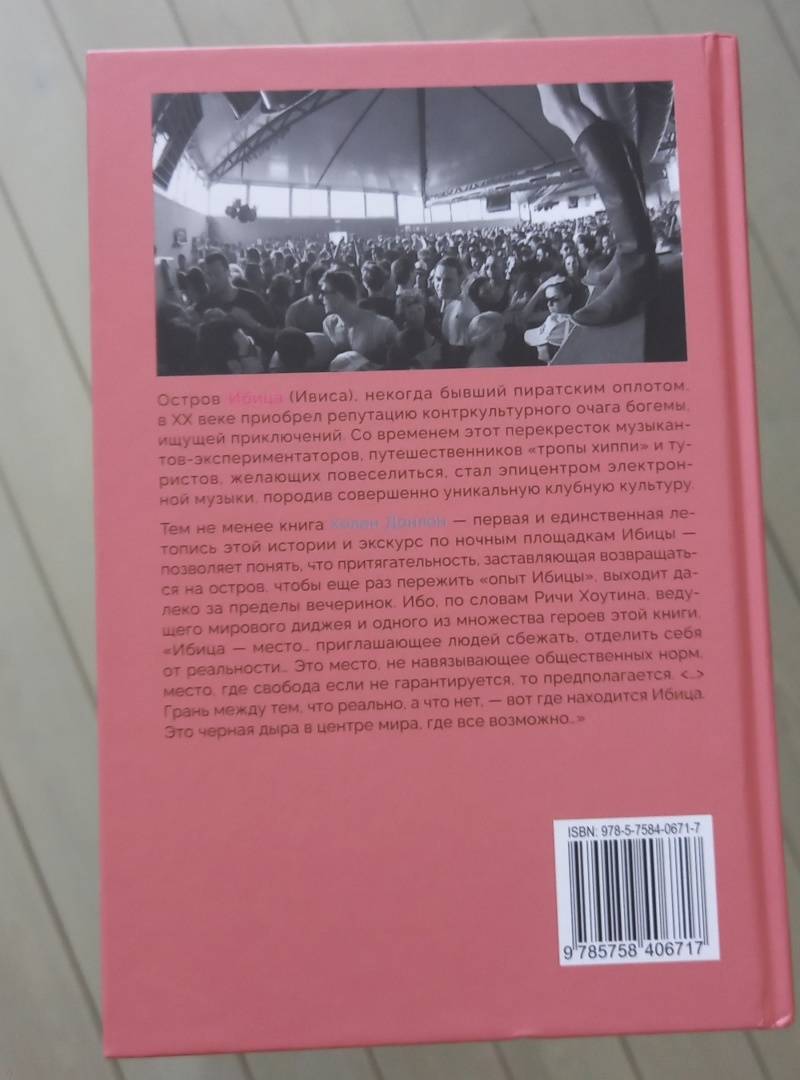 Остров Ибица (Ивиса), некогда бывший пиратским оплотом,
в XX веке приобрел репутацию контркультурного очага богемы,
ищущей приключений. Со временем этот перекресток музыкан-
тов-экспериментаторов, путешественников «тропы хиппи» и ту-
ристов, желающих повеселиться, стал эпицентром электрон-
ной музыки, породив совершенно уникальную клубную культуру.
Тем не менее книга Хелен Донлон — первая и единственная ле-
топись этой истории и экскурс по ночным площадкам Ибицы —
позволяет понять, что притягательность, заставляющая возвращать-
ся на остров, чтобы еще раз пережить «опыт Ибицы», выходит да-
леко за пределы вечеринок. Ибо, по словам Ричи Хоутина, веду-
щего мирового диджея и одного из множества героев этой книги,
«Ибица — место… приглашающее людей сбежать, отделить себя
от реальности… Это место, не навязывающее общественных норм,
место, где свобода если не гарантируется, то предполагается. <…>
Грань между тем, что реально, а что нет, — вот где находится Ибица.
Это черная дыра в центре мира, где все возможно…»
ISBN: 978-5-7584-0671-7
9 785758 406717